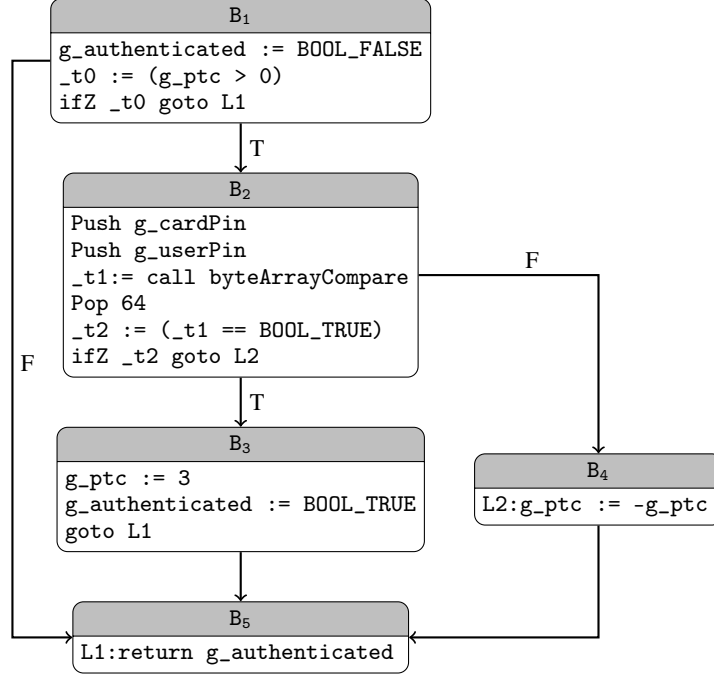 B₁
g_authenticated := BOOL_FALSE
_t0 := (g_ptc > 0)
ifZ _t0 goto L1
T
B₂
Push g_cardPin
Push g_userPin
_t1:= call byteArrayCompare
Pop 64
_t2 := (_t1 == BOOL_TRUE)
ifZ _t2 goto L2
F
F
T
B₃
g_ptc := 3
g_authenticated := BOOL_TRUE
goto L1
B₄
L2:g_ptc := -g_ptc
B₅
L1:return g_authenticated